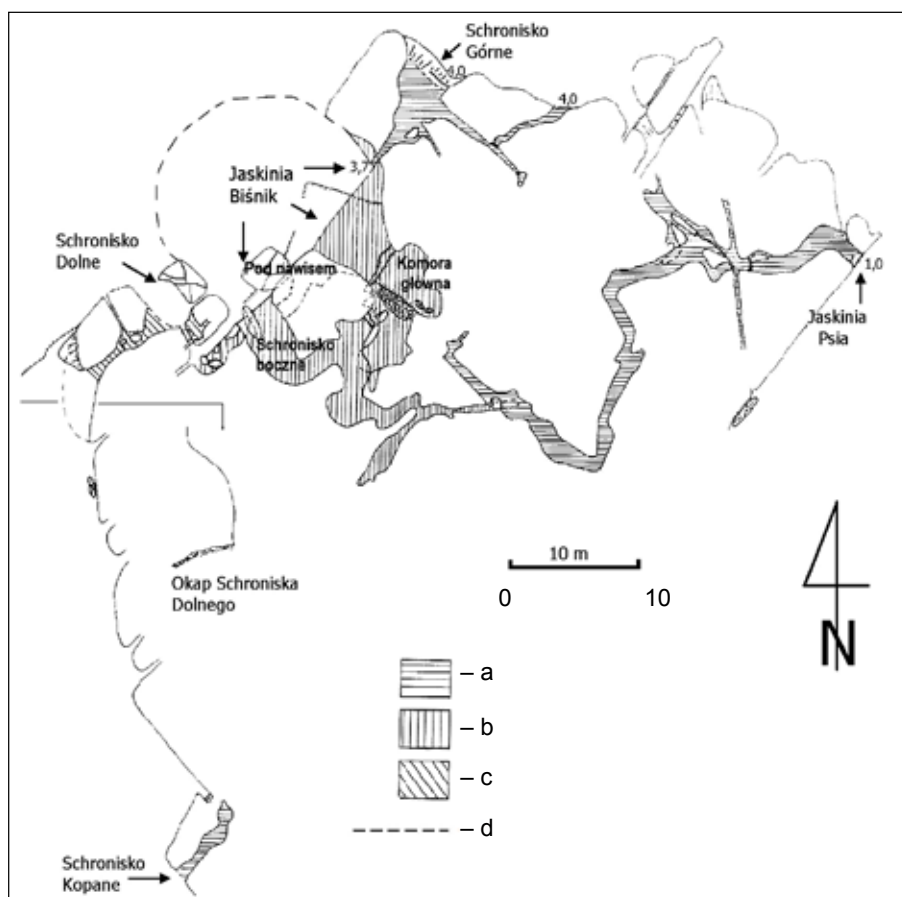 Schronisko
Górne
4,0
4,0
Jaskinia
Biśnik
3,7
Schronisko
Dolne
Pod nawisem
Komora
główna
Schronisko
boczne
1,0
Jaskinia
Psia
10 m
0 10
Okap Schroniska
Dolnego
N
– a
– b
– c
– d
Schronisko
Kopane